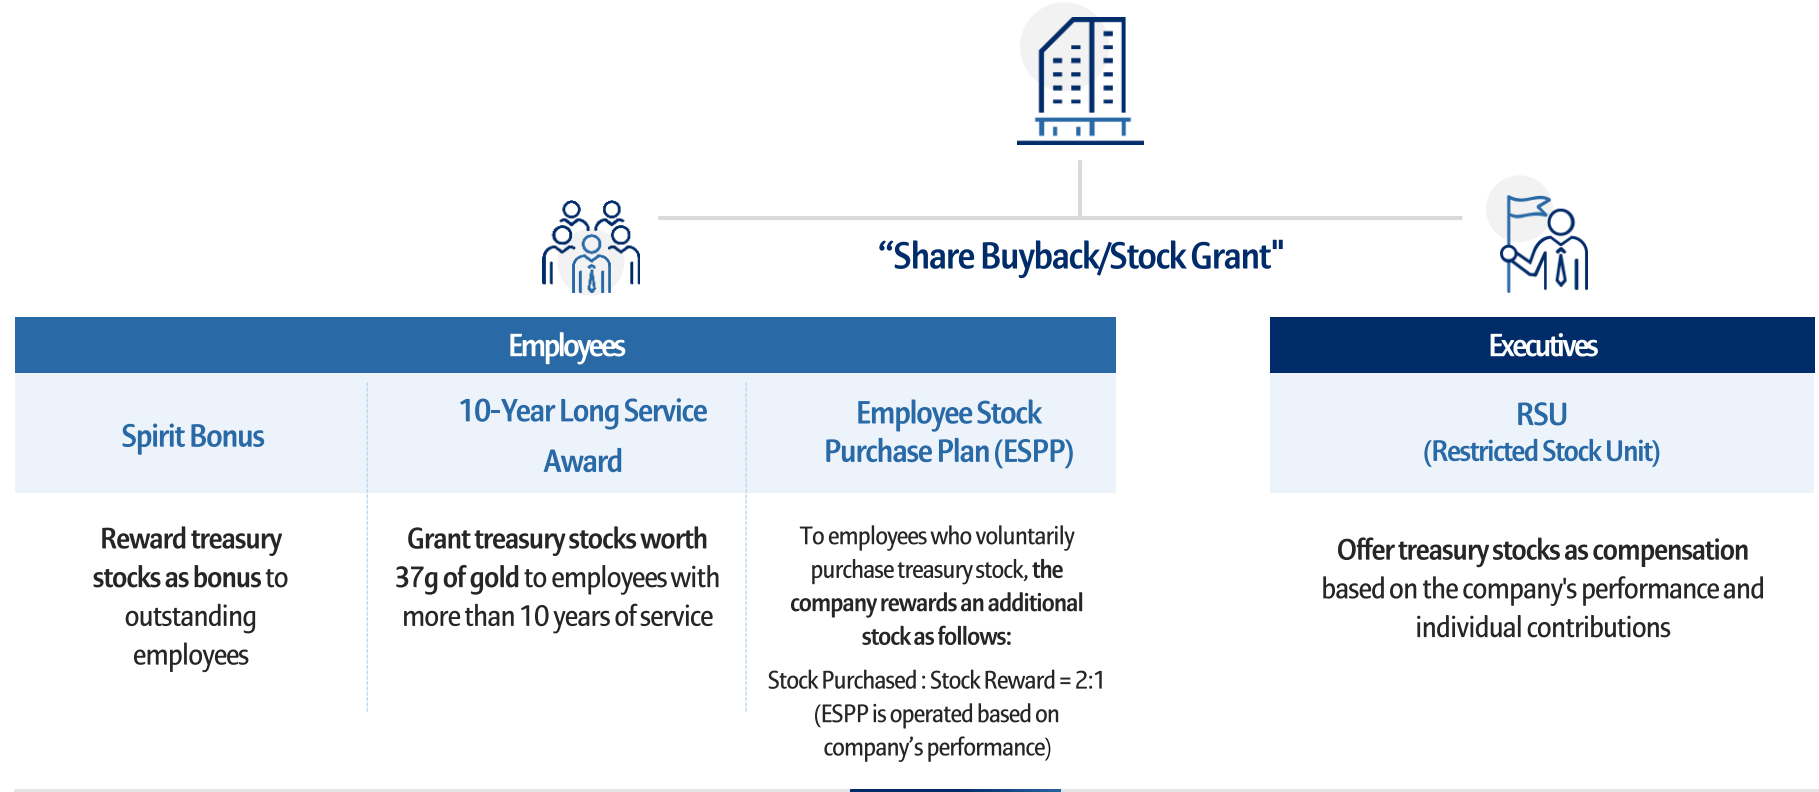 “Share Buyback/Stock Grant"
Employees
Spirit Bonus
10-Year Long Service
Award
Employee Stock
Purchase Plan (ESPP)
Reward treasury
stocks as bonus to
outstanding
employees
Grant treasury stocks worth
37g of gold to employees with
more than 10 years of service
To employees who voluntarily
purchase treasury stock, the
company rewards an additional
stock as follows:
Stock Purchased : Stock Reward = 2:1
(ESPP is operated based on
company’s performance)
Executives
RSU
(Restricted Stock Unit)
Offer treasury stocks as compensation
based on the company's performance and
individual contributions